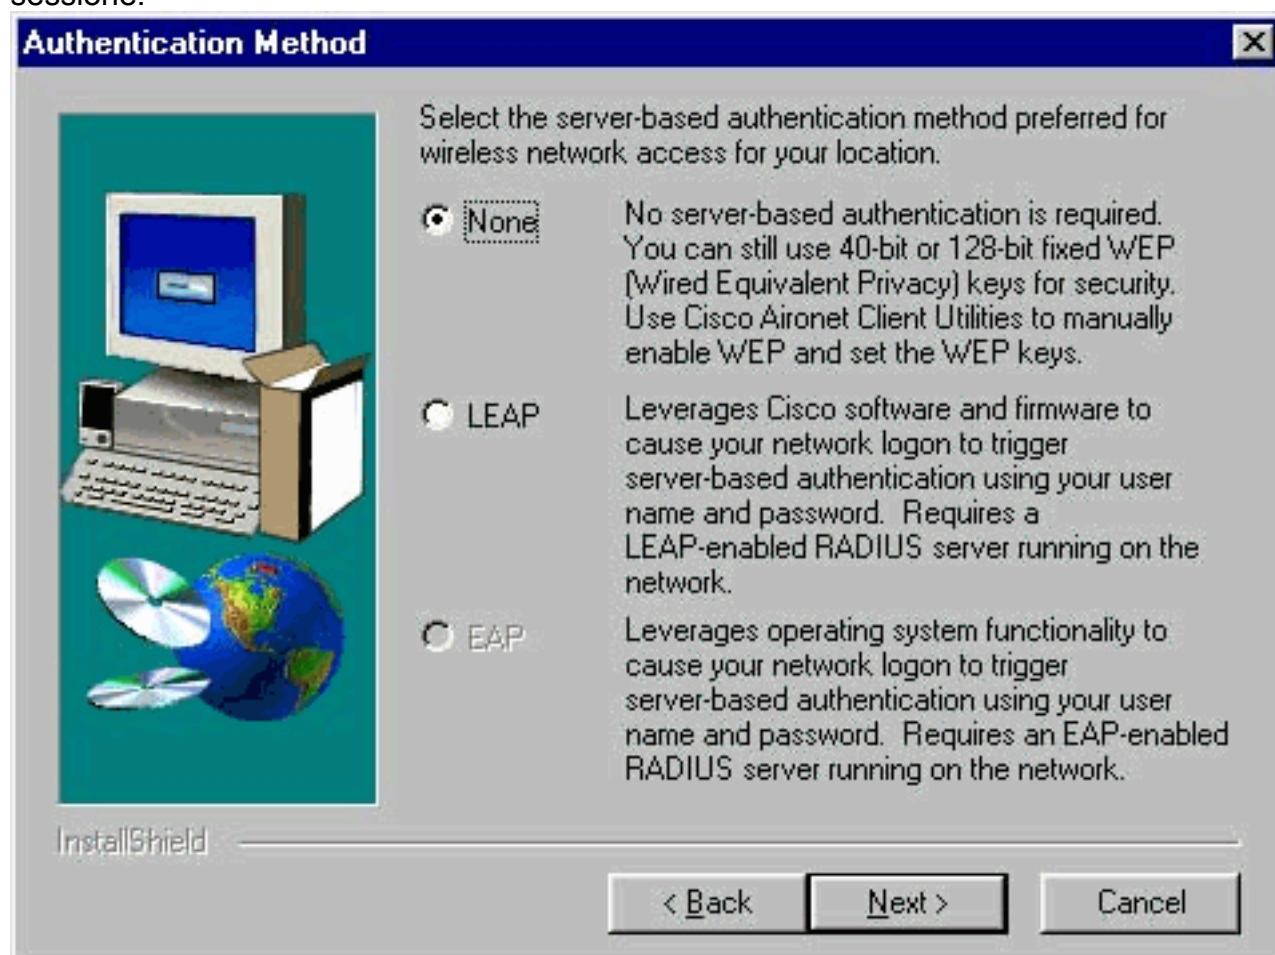 sessione.
Authentication Method
Select the server-based authentication method preferred for
wireless network access for your location.
None
No server-based authentication is required.
You can still use 40-bit or 128-bit fixed WEP
(Wired Equivalent Privacy) keys for security.
Use Cisco Aironet Client Utilities to manually
enable WEP and set the WEP keys.
LEAP
Leverages Cisco software and firmware to
cause your network logon to trigger
server-based authentication using your user
name and password. Requires a
LEAP-enabled RADIUS server running on the
network.
EAP
Leverages operating system functionality to
cause your network logon to trigger
server-based authentication using your user
name and password. Requires an EAP-enabled
RADIUS server running on the network.
InstallShield
< Back
Next >
Cancel